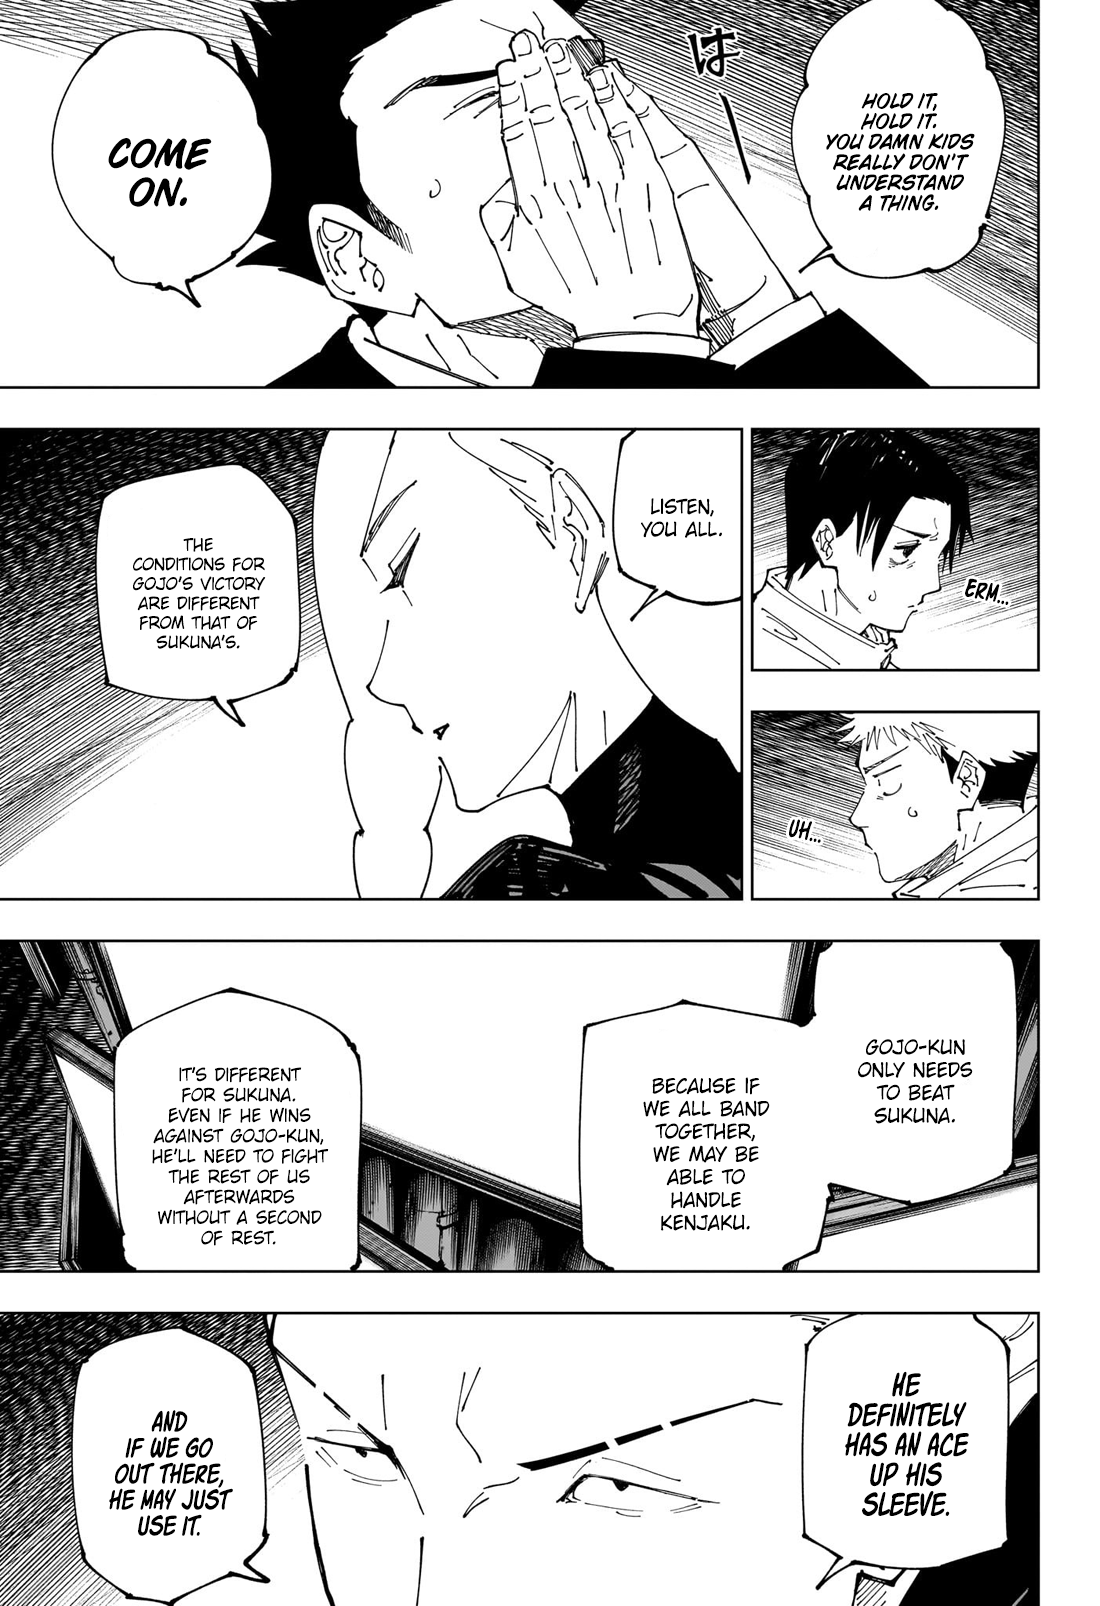 HOLD IT,
HOLD IT.
YOU DAMN KIDS
REALLY DON'T
UNDERSTAND
A THING.
はー
COME
ON.
ERM...
UH...
LISTEN,
YOU ALL.
THE
CONDITIONS FOR
GOJO'S VICTORY
ARE DIFFERENT
FROM THAT OF
SUKUNA'S.
GOJO-KUN
ONLY NEEDS
TO BEAT
SUKUNA.
BECAUSE IF
WE ALL BAND
TOGETHER,
WE MAY BE
ABLE TO
HANDLE
KENJAKU.
IT'S DIFFERENT
FOR SUKUNA.
EVEN IF HE WINS
AGAINST GOJO-KUN,
HE'LL NEED TO FIGHT
THE REST OF US
AFTERWARDS
WITHOUT A SECOND
OF REST.
HE
DEFINITELY
HAS AN ACE
UP HIS
SLEEVE.
AND
IF WE GO
OUT THERE,
HE MAY JUST
USE IT.